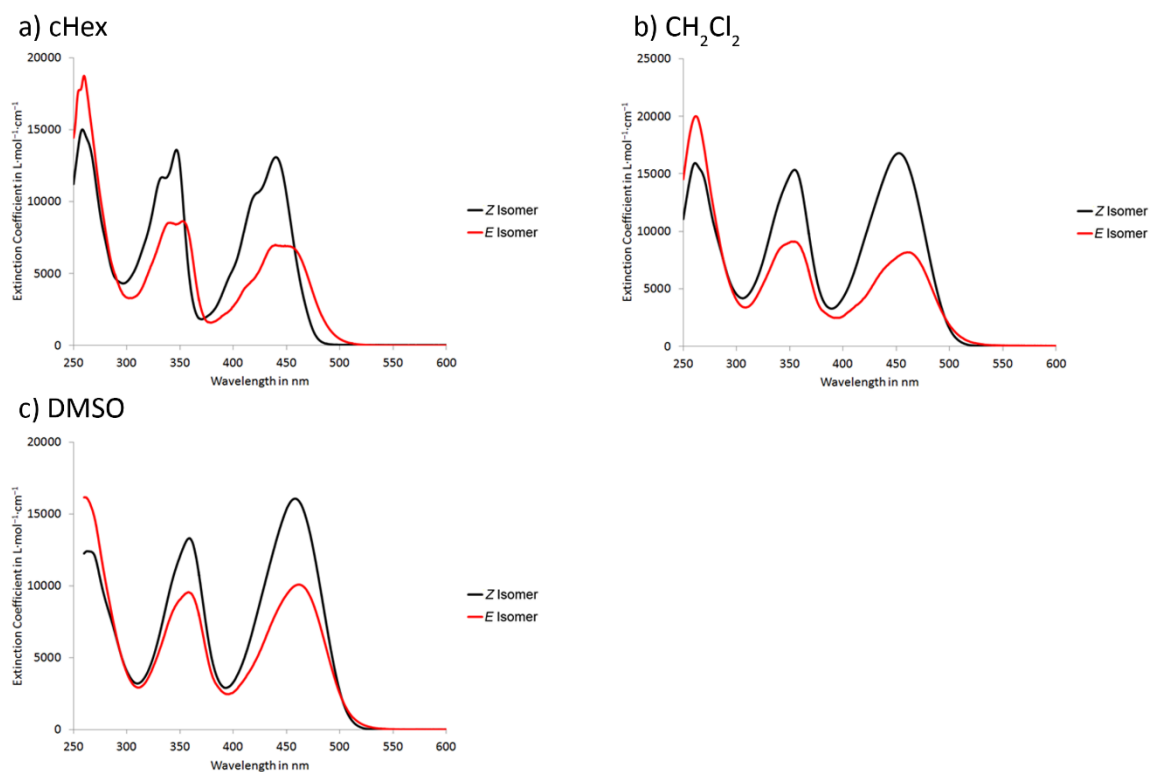 a) cHex
20000
15000
10000
5000
0
Extinction Coefficient in L·mol⁻¹·cm⁻¹
250 300 350 400 450 500 550 600
Wavelength in nm
Z Isomer
E Isomer
b) CH₂Cl₂
25000
20000
15000
10000
5000
0
Extinction Coefficient in L·mol⁻¹·cm⁻¹
250 300 350 400 450 500 550 600
Wavelength in nm
Z Isomer
E Isomer
c) DMSO
20000
15000
10000
5000
0
Extinction Coefficient in L·mol⁻¹·cm⁻¹
250 300 350 400 450 500 550 600
Wavelength in nm
Z Isomer
E Isomer